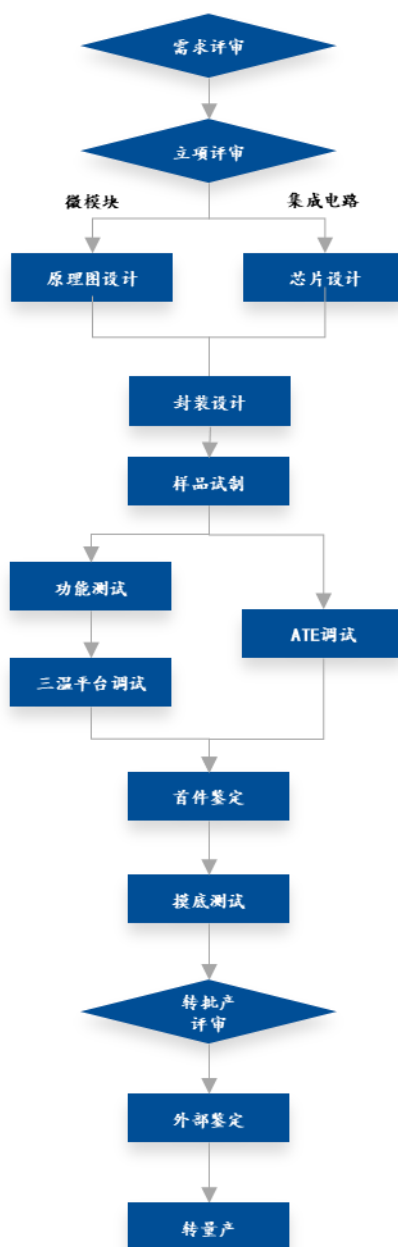 需求评审
立项评审
微模块
集成电路
原理图设计
芯片设计
封装设计
样品试制
功能测试
ATE调试
三温平台调试
首件鉴定
摸底测试
转批产
评审
外部鉴定
转量产